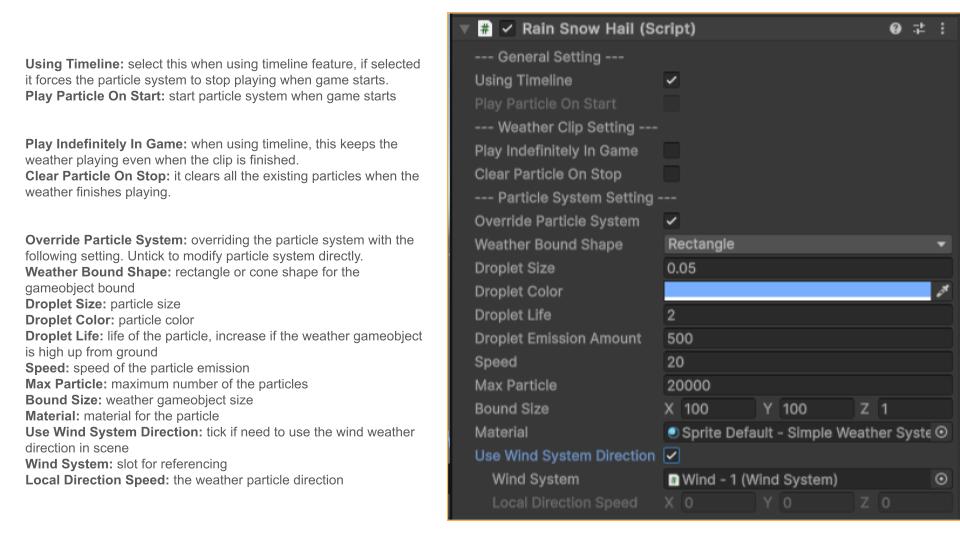 Using Timeline: select this when using timeline feature, if selected
it forces the particle system to stop playing when game starts.
Play Particle On Start: start particle system when game starts
Play Indefinitely In Game: when using timeline, this keeps the
weather playing even when the clip is finished.
Clear Particle On Stop: it clears all the existing particles when the
weather finishes playing.
Override Particle System: overriding the particle system with the
following setting. Untick to modify particle system directly.
Weather Bound Shape: rectangle or cone shape for the
gameobject bound
Droplet Size: particle size
Droplet Color: particle color
Droplet Life: life of the particle, increase if the weather gameobject
is high up from ground
Speed: speed of the particle emission
Max Particle: maximum number of the particles
Bound Size: weather gameobject size
Material: material for the particle
Use Wind System Direction: tick if need to use the wind weather
direction in scene
Wind System: slot for referencing
Local Direction Speed: the weather particle direction
# Rain Snow Hail (Script)
--- General Setting ---
Using Timeline
Play Particle On Start
--- Weather Clip Setting ---
Play Indefinitely In Game
Clear Particle On Stop
--- Particle System Setting ---
Override Particle System
Weather Bound Shape Rectangle
Droplet Size 0.05
Droplet Color
Droplet Life 2
Droplet Emission Amount 500
Speed 20
Max Particle 20000
Bound Size X 100 Y 100 Z 1
Material Sprite Default - Simple Weather Syste
Use Wind System Direction
Wind System # Wind - 1 (Wind System)
Local Direction Speed X 0 Y 0 Z 0